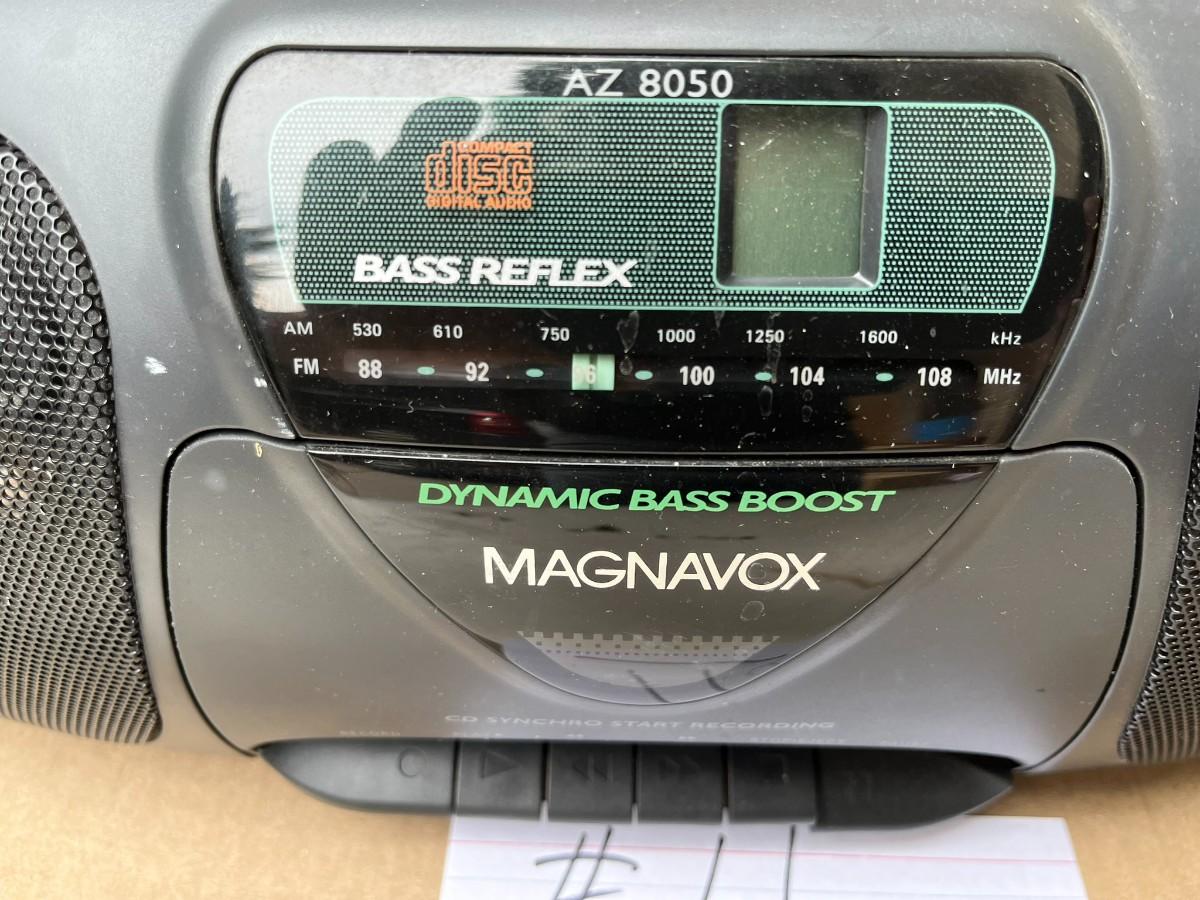 AZ 8050
COMPACT
disc
DIGITAL AUDIO
BASS REFLEX
AM 530 610 750 1000 1250 1600 kHz
FM 88 92 96 100 104 108 MHz
DYNAMIC BASS BOOST
MAGNAVOX
CD SYNCHRO START RECORDING
RECORD
# 11